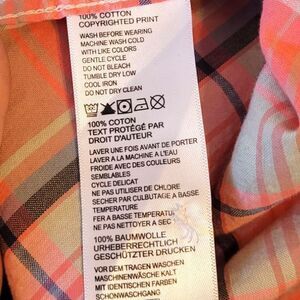 100% COTTON
COPYRIGHTED PRINT
WASH BEFORE WEARING
MACHINE WASH COLD
WITH LIKE COLORS
GENTLE CYCLE
DO NOT BLEACH
TUMBLE DRY LOW
COOL IRON
DO NOT DRY CLEAN
100% COTON
TEXT PROTÉGÉ PAR
DROIT D'AUTEUR
LAVER UNE FOIS AVANT DE PORTER
LAVER A LA MACHINE A L'EAU
FROIDE AVEC DES COULEURS
SEMBLABLES
CYCLE DELICAT
NE PAS UTILISER DE CHLORE
SECHER PAR CULBUTAGE A BASSE
TEMPERATURE
FER A BASSE TEMPERATU
NE PAS NETTOYER A SEC
100% BAUMWOLLE
URHEBERRECHTLICH
GESCHÜTZTER DRUCKEN
VOR DEM TRAGEN WASCHEN
MASCHINENWÄSCHE KALT
MIT IDENTISCHEN FARBEN
SCHONWASCHGANG